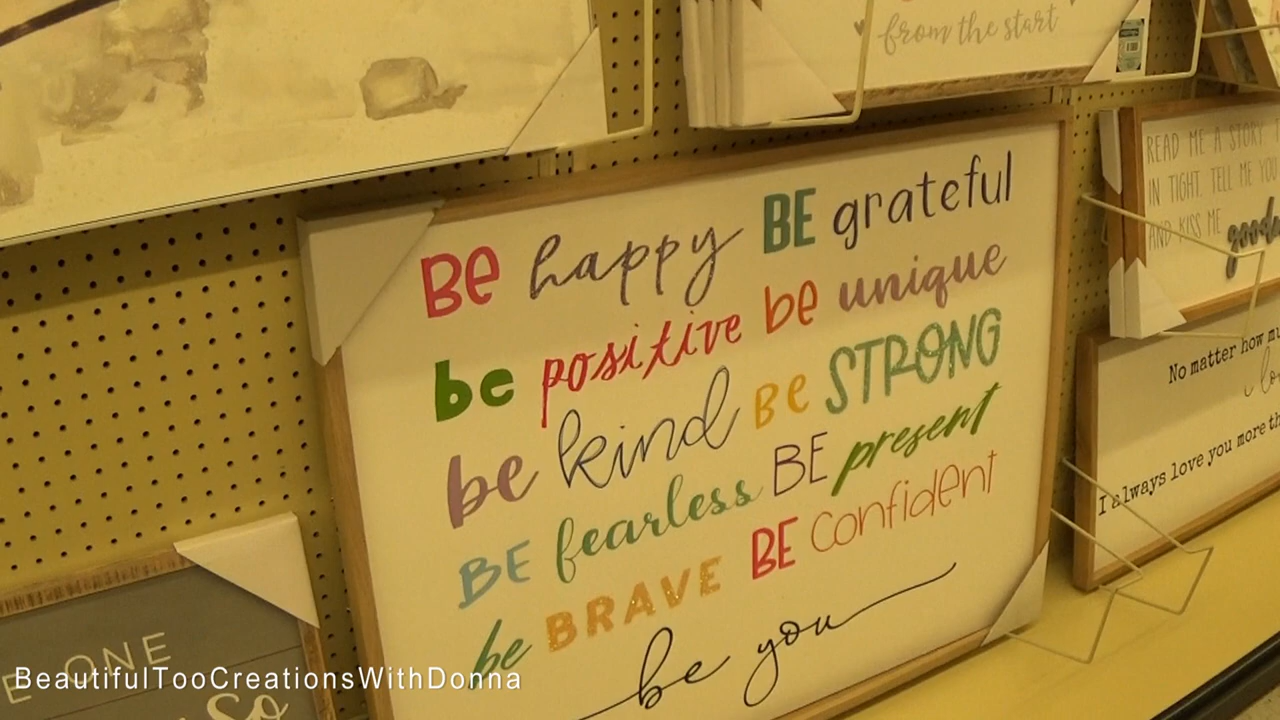 from the start
BE happy BE grateful
be positive be unique
be kind BE STRONG
BE fearless BE present
be BRAVE BE confident
be you
READ ME A STORY
IN TIGHT. TELL ME YOU
AND KISS ME
No matter how
I always love you more
ONE
So
BeautifulTooCreationsWithDonna